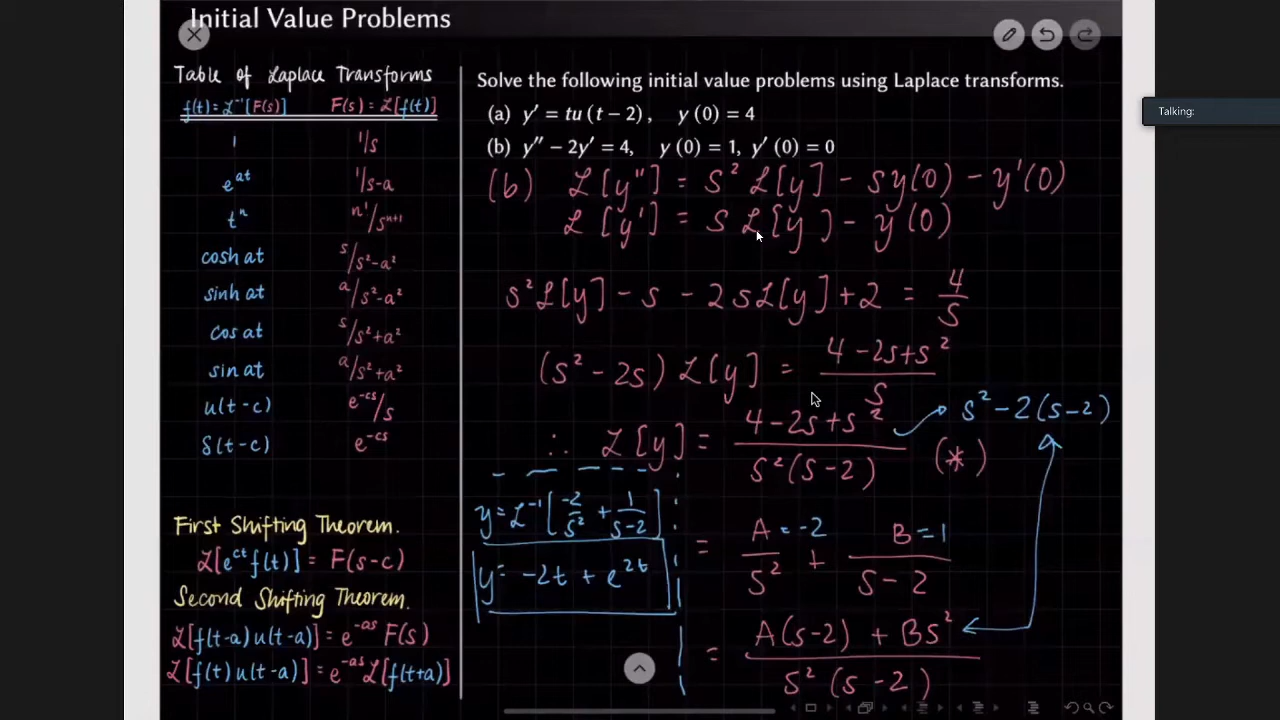 Initial Value Problems
Table of Laplace Transforms
f(t)=ℒ⁻¹[F(s)] F(s)=ℒ[f(t)]
1 1/s
e^at 1/s-a
t^n n!/s^n+1
cosh at s/s²-a²
sinh at a/s²-a²
cos at s/s²+a²
sin at a/s²+a²
u(t-c) e^-cs/s
δ(t-c) e^-cs
First Shifting Theorem.
ℒ[e^ct f(t)] = F(s-c)
Second Shifting Theorem.
ℒ[f(t-a)u(t-a)] = e^-as F(s)
ℒ[f(t)u(t-a)] = e^-as ℒ[f(t+a)]
Solve the following initial value problems using Laplace transforms.
(a) y′ = tu (t − 2), y (0) = 4
(b) y″ − 2y′ = 4, y (0) = 1, y′ (0) = 0
(b) ℒ[y″] = s² ℒ[y] - sy(0) - y′(0)
ℒ[y′] = s ℒ[y] - y(0)
s²ℒ[y] - s - 2sℒ[y] + 2 = 4/s
(s² - 2s) ℒ[y] = (4-2s+s²)/s
∴ ℒ[y] = (4-2s+s²)/(s²(s-2)) (*)
s² - 2(s-2)
= A/s² + B/(s-2)
A = -2 B = 1
= (A(s-2) + Bs²)/(s²(s-2))
y = ℒ⁻¹[-2/s² + 1/(s-2)]
y = -2t + e^2t
Talking: